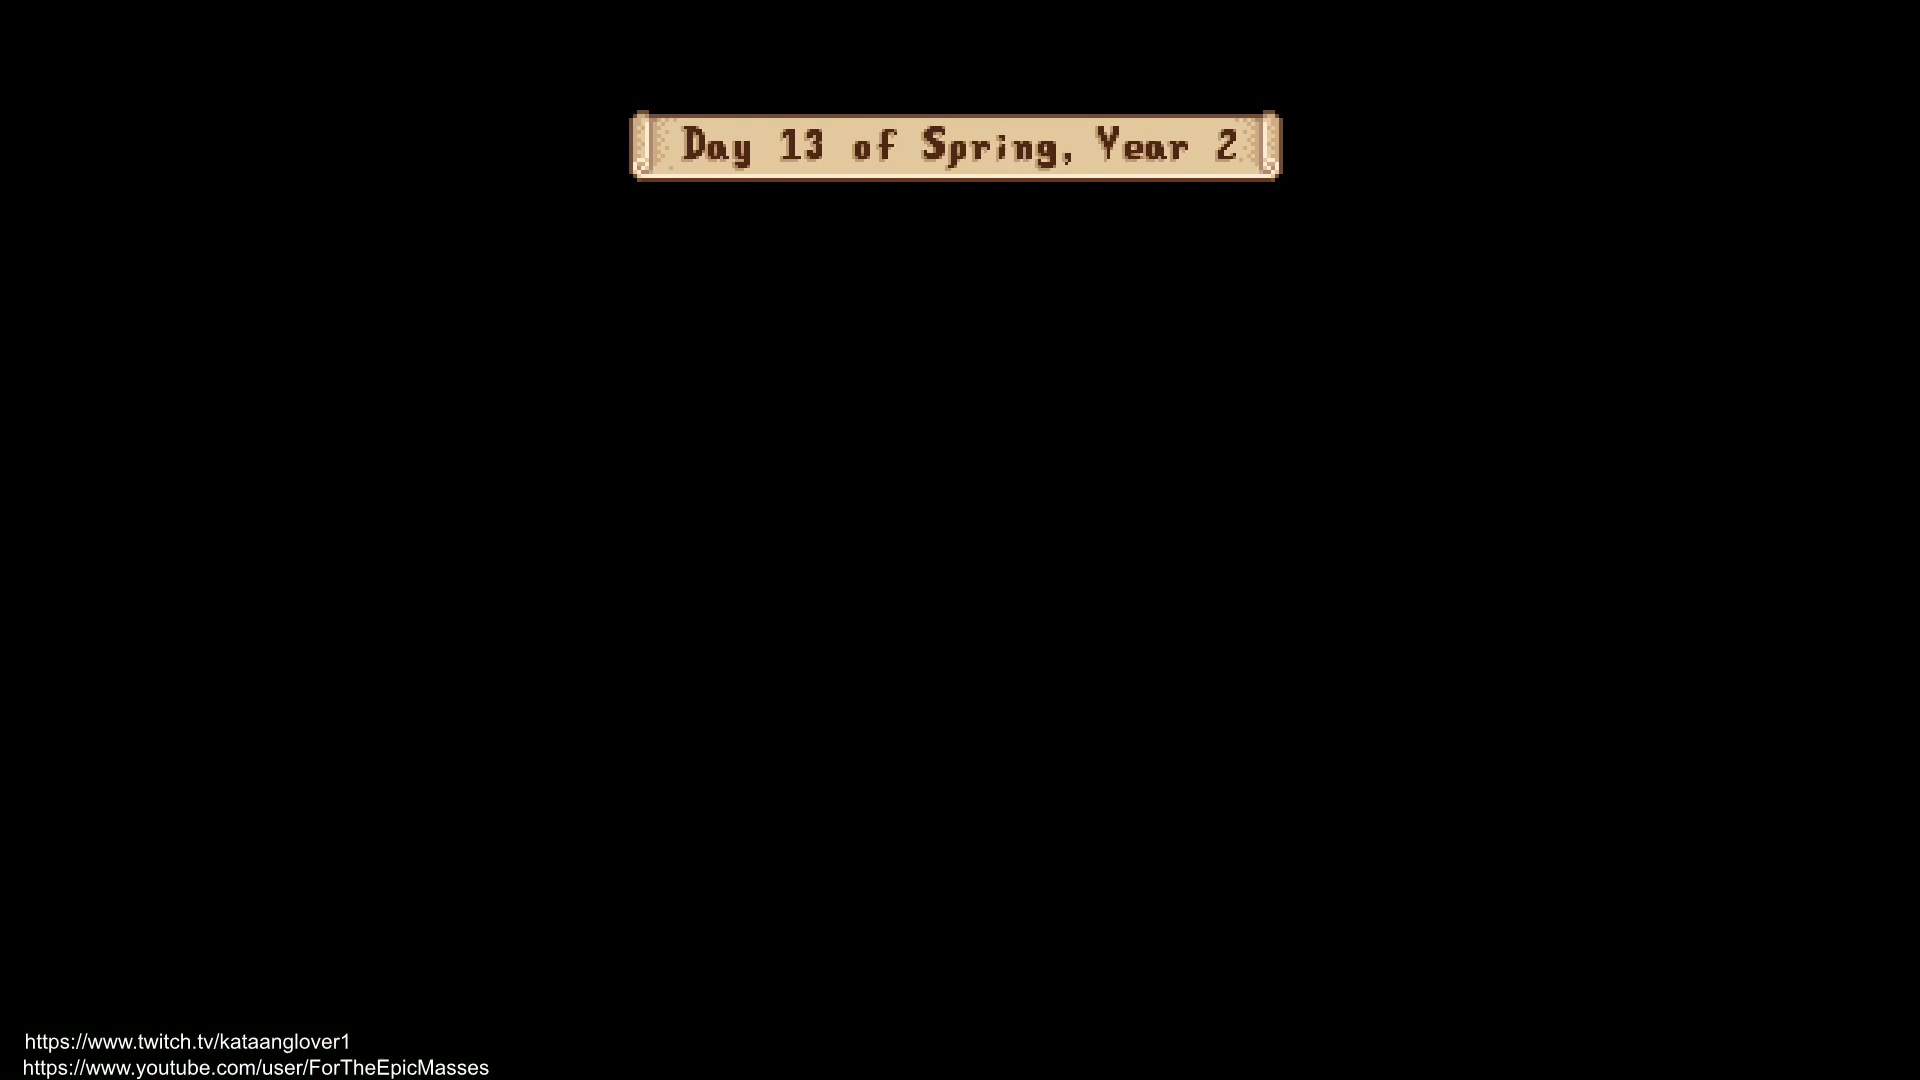 Day 13 of Spring, Year 2
https://www.twitch.tv/kataanglover1
https://www.youtube.com/user/ForTheEpicMasses